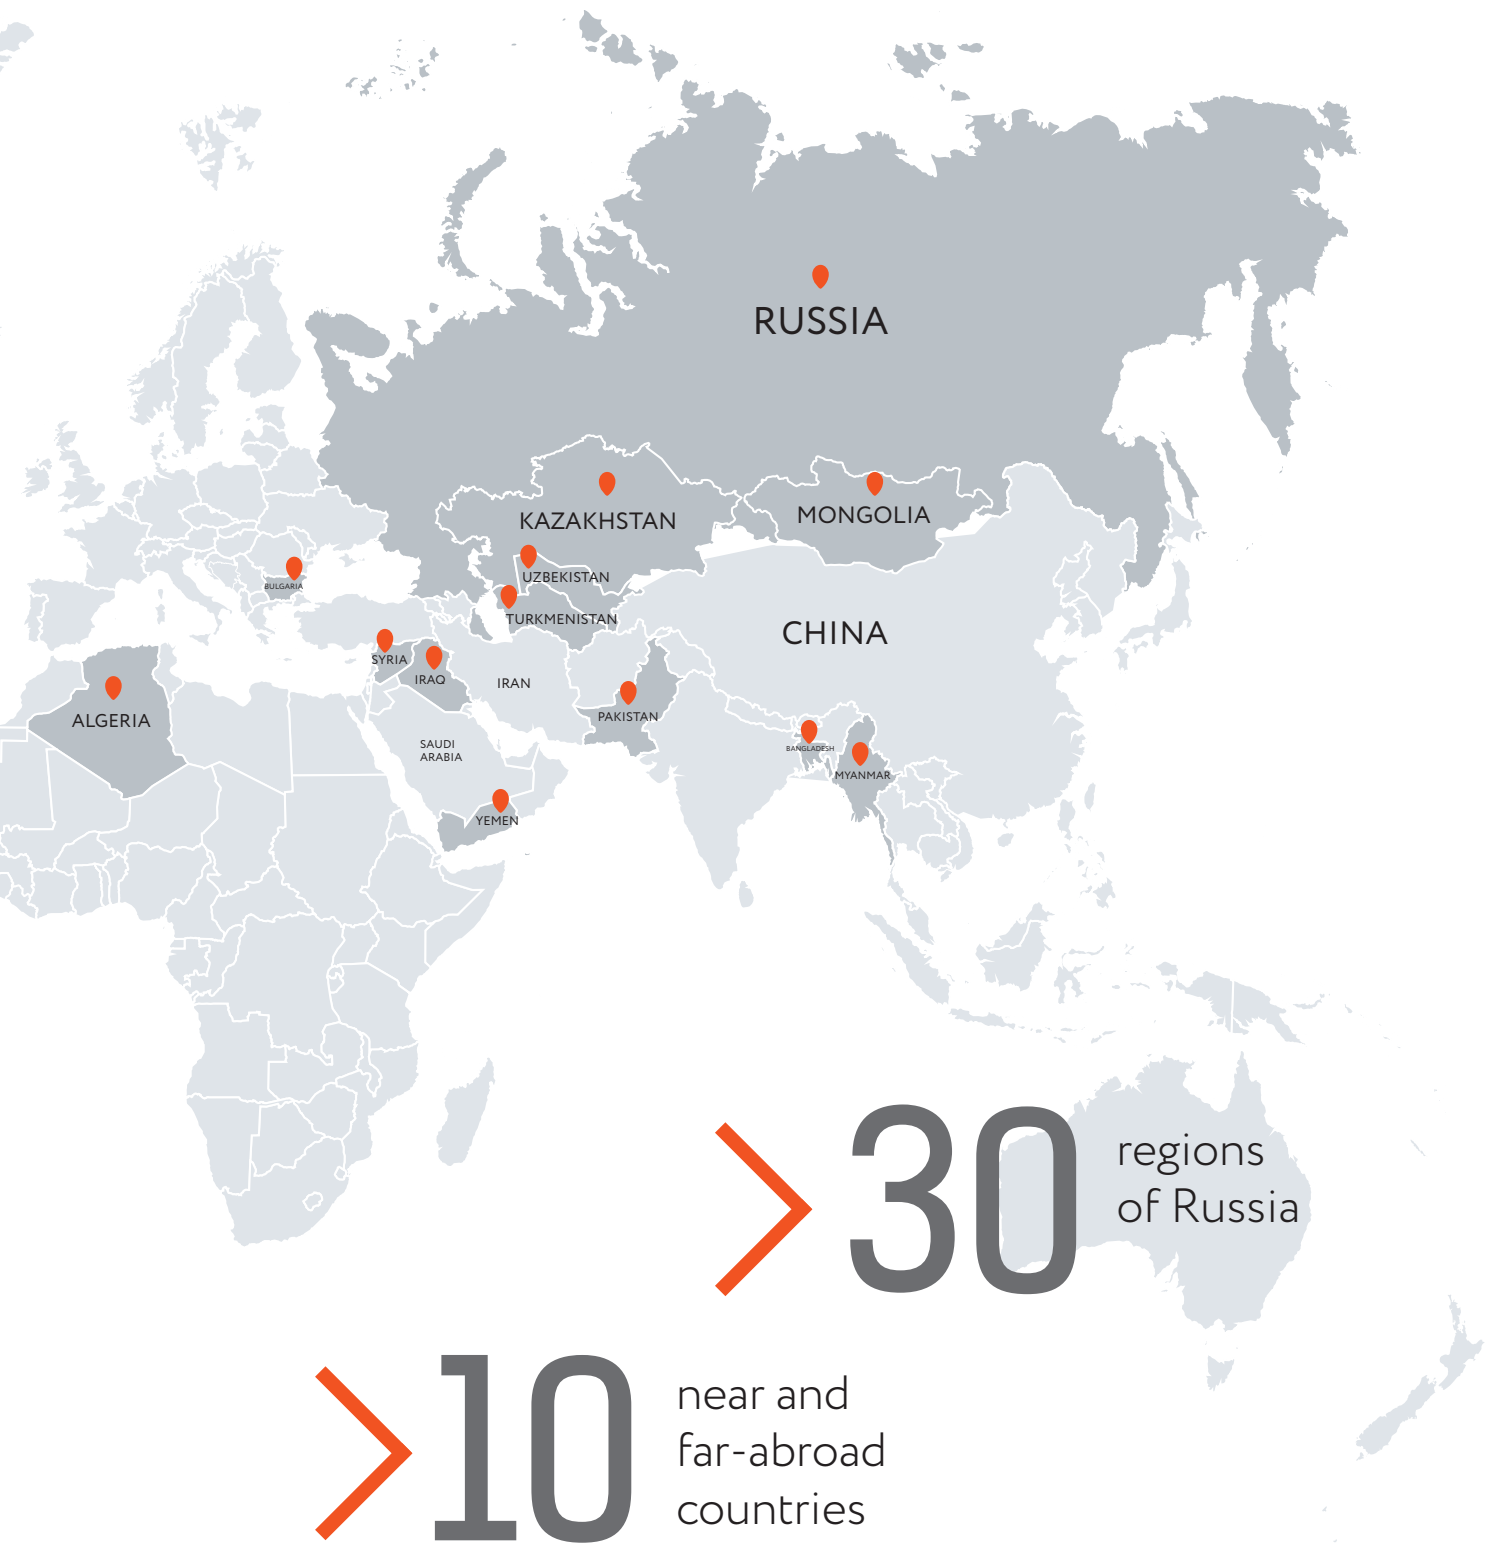 RUSSIA
KAZAKHSTAN
MONGOLIA
UZBEKISTAN
BULGARIA
TURKMENISTAN
CHINA
SYRIA
IRAQ
IRAN
PAKISTAN
ALGERIA
SAUDI
ARABIA
BANGLADESH
MYANMAR
YEMEN
>30
regions
of Russia
>10
near and
far-abroad
countries